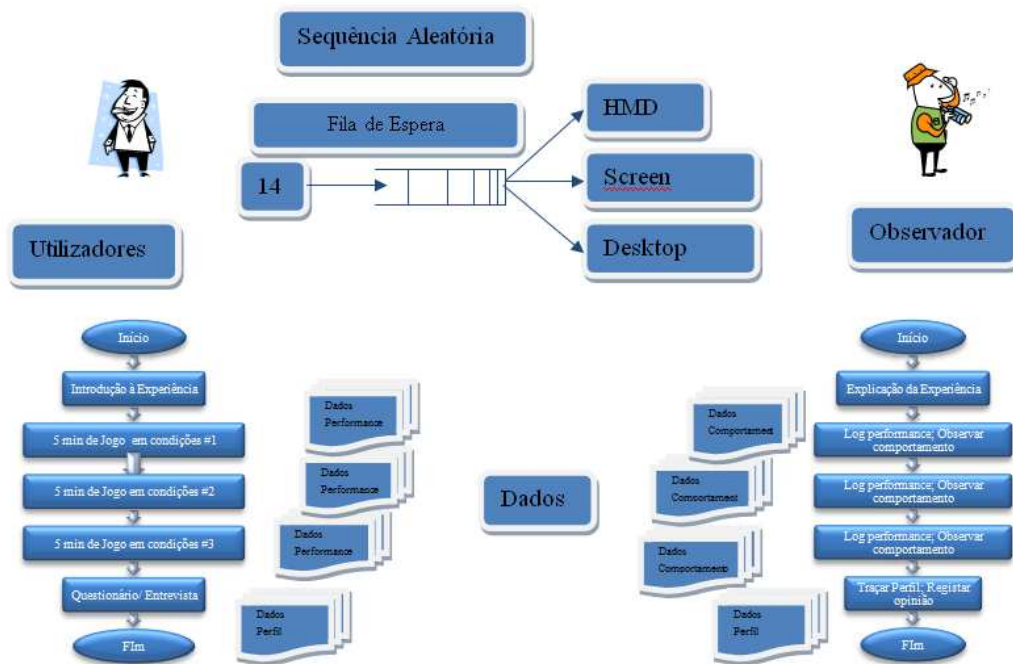 Sequência Aleatória
Fila de Espera
14
HMD
Screen
Desktop
Utilizadores
Observador
Início
Introdução à Experiência
5 min de Jogo em condições #1
5 min de Jogo em condições #2
5 min de Jogo em condições #3
Questionário/ Entrevista
FIm
Dados
Performance
Dados
Performance
Dados
Performance
Dados
Perfil
Dados
Dados
Comportament
Dados
Comportament
Dados
Comportamento
Dados
Perfil
Início
Explicação da Experiência
Log performance; Observar
comportamento
Log performance; Observar
comportamento
Log performance; Observar
comportamento
Traçar Perfil; Registar
opinião
FIm